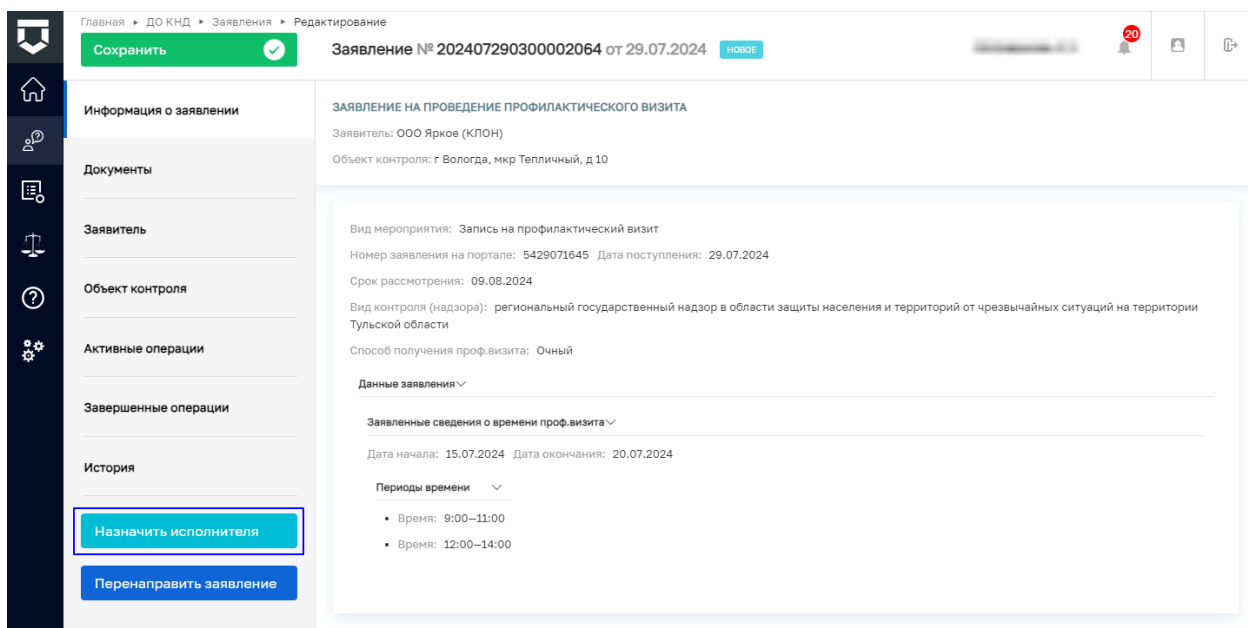 Главная ▸ ДО КНД ▸ Заявления ▸ Редактирование
Сохранить
Заявление № 202407290300002064 от 29.07.2024 НОВОЕ
20
Информация о заявлении
Документы
Заявитель
Объект контроля
Активные операции
Завершенные операции
История
Назначить исполнителя
Перенаправить заявление
ЗАЯВЛЕНИЕ НА ПРОВЕДЕНИЕ ПРОФИЛАКТИЧЕСКОГО ВИЗИТА
Заявитель: ООО Яркое (КЛОН)
Объект контроля: г Вологда, мкр Тепличный, д 10
Вид мероприятия: Запись на профилактический визит
Номер заявления на портале: 5429071645 Дата поступления: 29.07.2024
Срок рассмотрения: 09.08.2024
Вид контроля (надзора): региональный государственный надзор в области защиты населения и территорий от чрезвычайных ситуаций на территории
Тульской области
Способ получения проф.визита: Очный
Данные заявления
Заявленные сведения о времени проф.визита
Дата начала: 15.07.2024 Дата окончания: 20.07.2024
Периоды времени
• Время: 9:00—11:00
• Время: 12:00—14:00